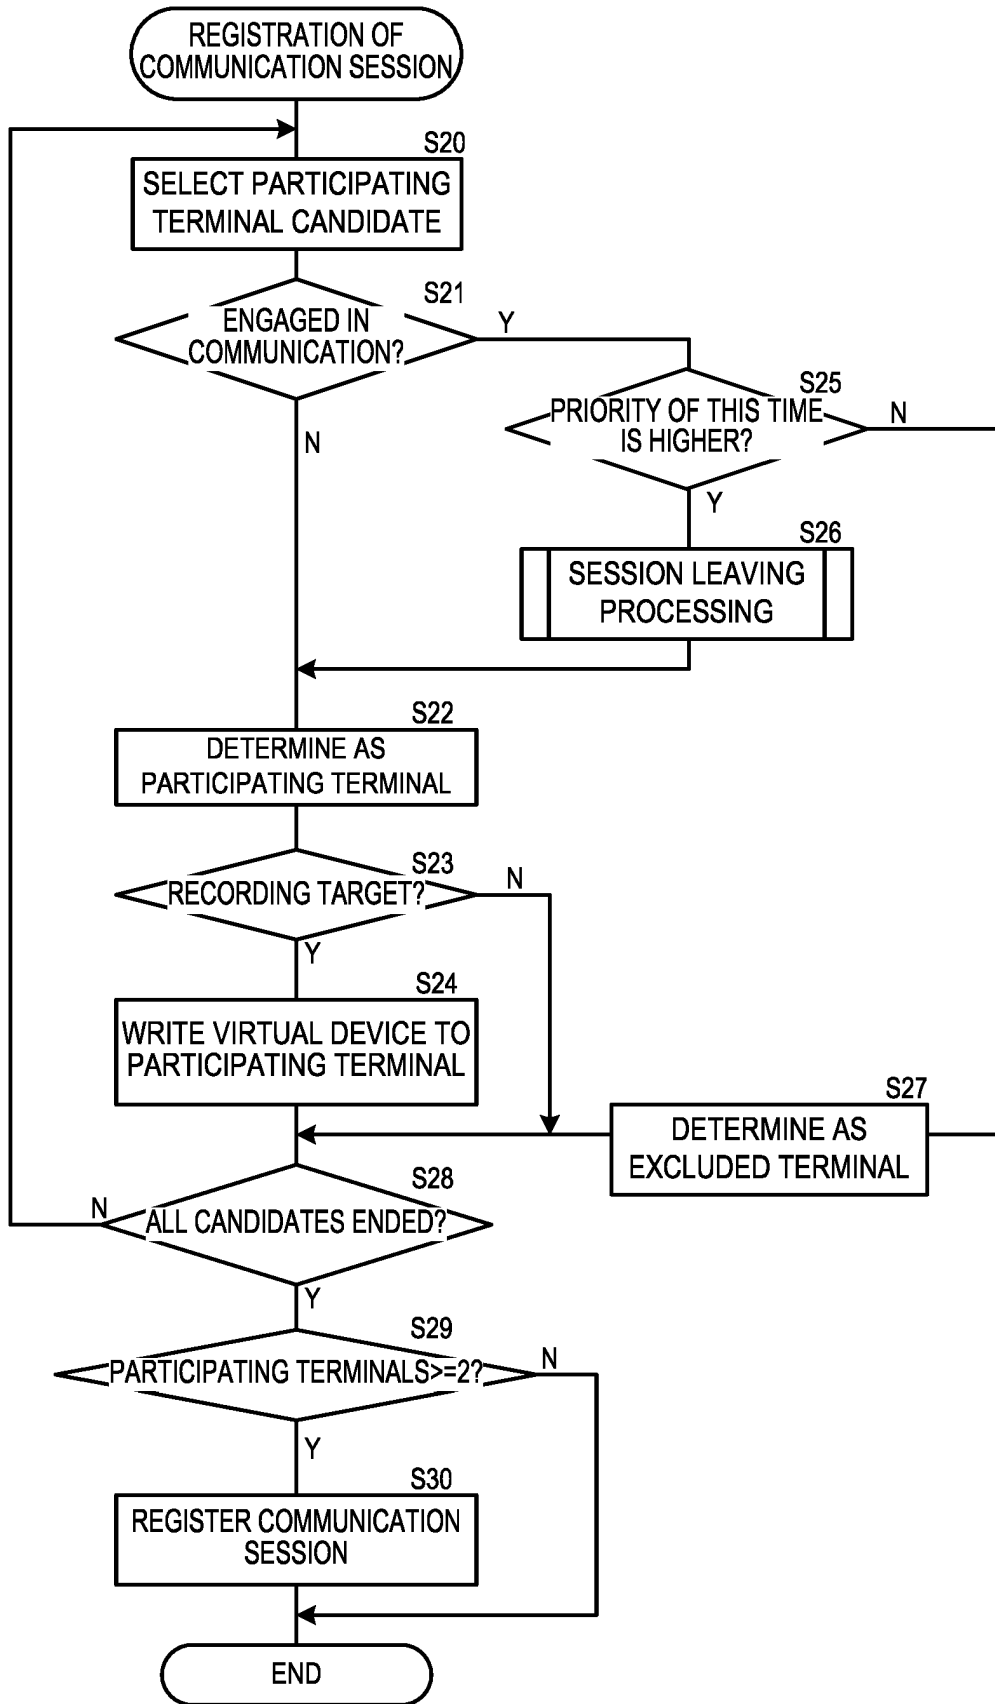 REGISTRATION OF
COMMUNICATION SESSION
S20
SELECT PARTICIPATING
TERMINAL CANDIDATE
S21
ENGAGED IN
COMMUNICATION?
Y
N
S25
PRIORITY OF THIS TIME
IS HIGHER?
N
Y
S26
SESSION LEAVING
PROCESSING
S22
DETERMINE AS
PARTICIPATING TERMINAL
S23
RECORDING TARGET?
N
Y
S24
WRITE VIRTUAL DEVICE TO
PARTICIPATING TERMINAL
S27
DETERMINE AS
EXCLUDED TERMINAL
S28
ALL CANDIDATES ENDED?
N
Y
S29
PARTICIPATING TERMINALS>=2?
N
Y
S30
REGISTER COMMUNICATION
SESSION
END